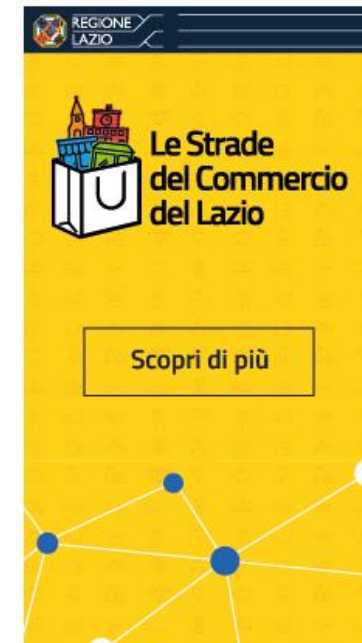 REGIONE
LAZIO
Le Strade
del Commercio
del Lazio
Scopri di più